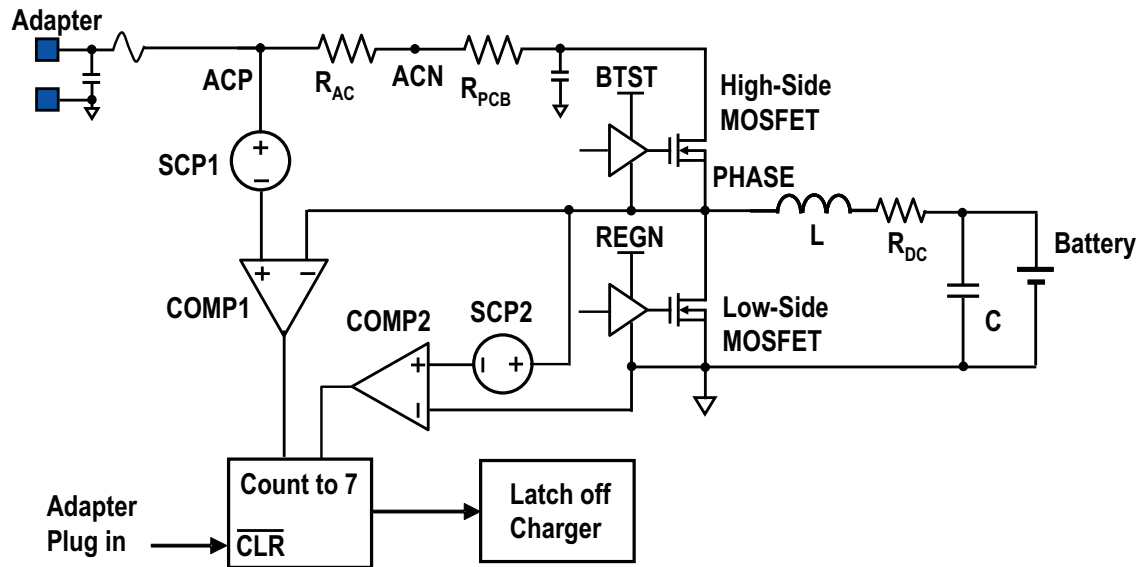 Adapter
ACP
R_AC
ACN
R_PCB
BTST
High-Side
MOSFET
SCP1
+
−
PHASE
REGN
L
R_DC
Battery
+
−
COMP1
COMP2
SCP2
Low-Side
MOSFET
C
+
−
−
+
Count to 7
CLR
Latch off
Charger
Adapter
Plug in